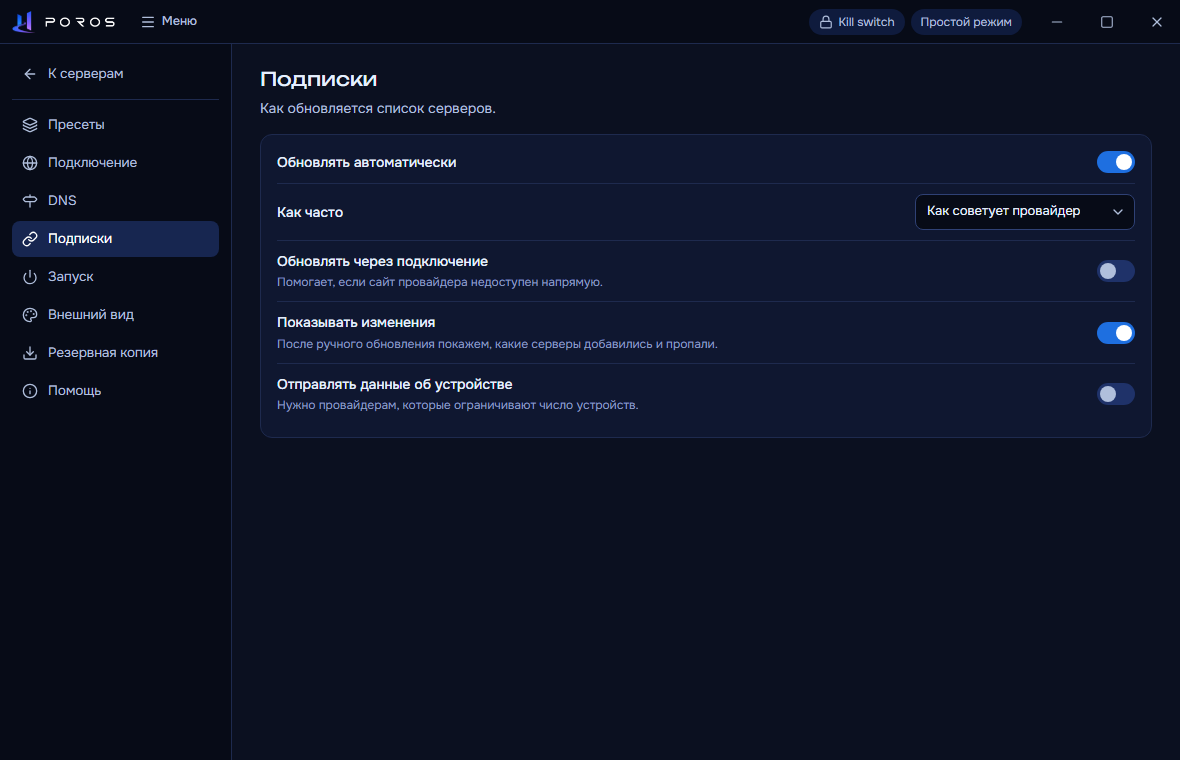 POROS
Меню
Kill switch
Простой режим
К серверам
Пресеты
Подключение
DNS
Подписки
Запуск
Внешний вид
Резервная копия
Помощь
Подписки
Как обновляется список серверов.
Обновлять автоматически
Как часто
Как советует провайдер
Обновлять через подключение
Помогает, если сайт провайдера недоступен напрямую.
Показывать изменения
После ручного обновления покажем, какие серверы добавились и пропали.
Отправлять данные об устройстве
Нужно провайдерам, которые ограничивают число устройств.